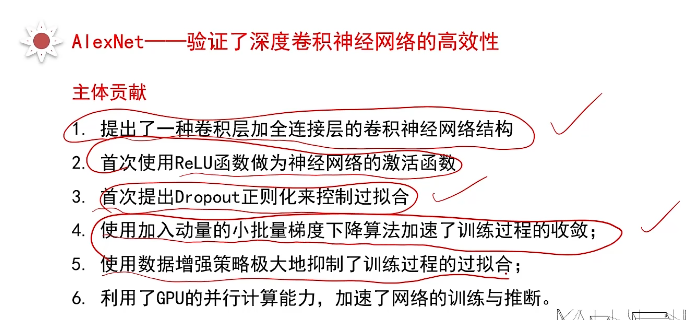 AlexNet——验证了深度卷积神经网络的高效性
主体贡献
1. 提出了一种卷积层加全连接层的卷积神经网络结构
2. 首次使用ReLU函数做为神经网络的激活函数
3. 首次提出Dropout正则化来控制过拟合
4. 使用加入动量的小批量梯度下降算法加速了训练过程的收敛;
5. 使用数据增强策略极大地抑制了训练过程的过拟合;
6. 利用了GPU的并行计算能力，加速了网络的训练与推断。